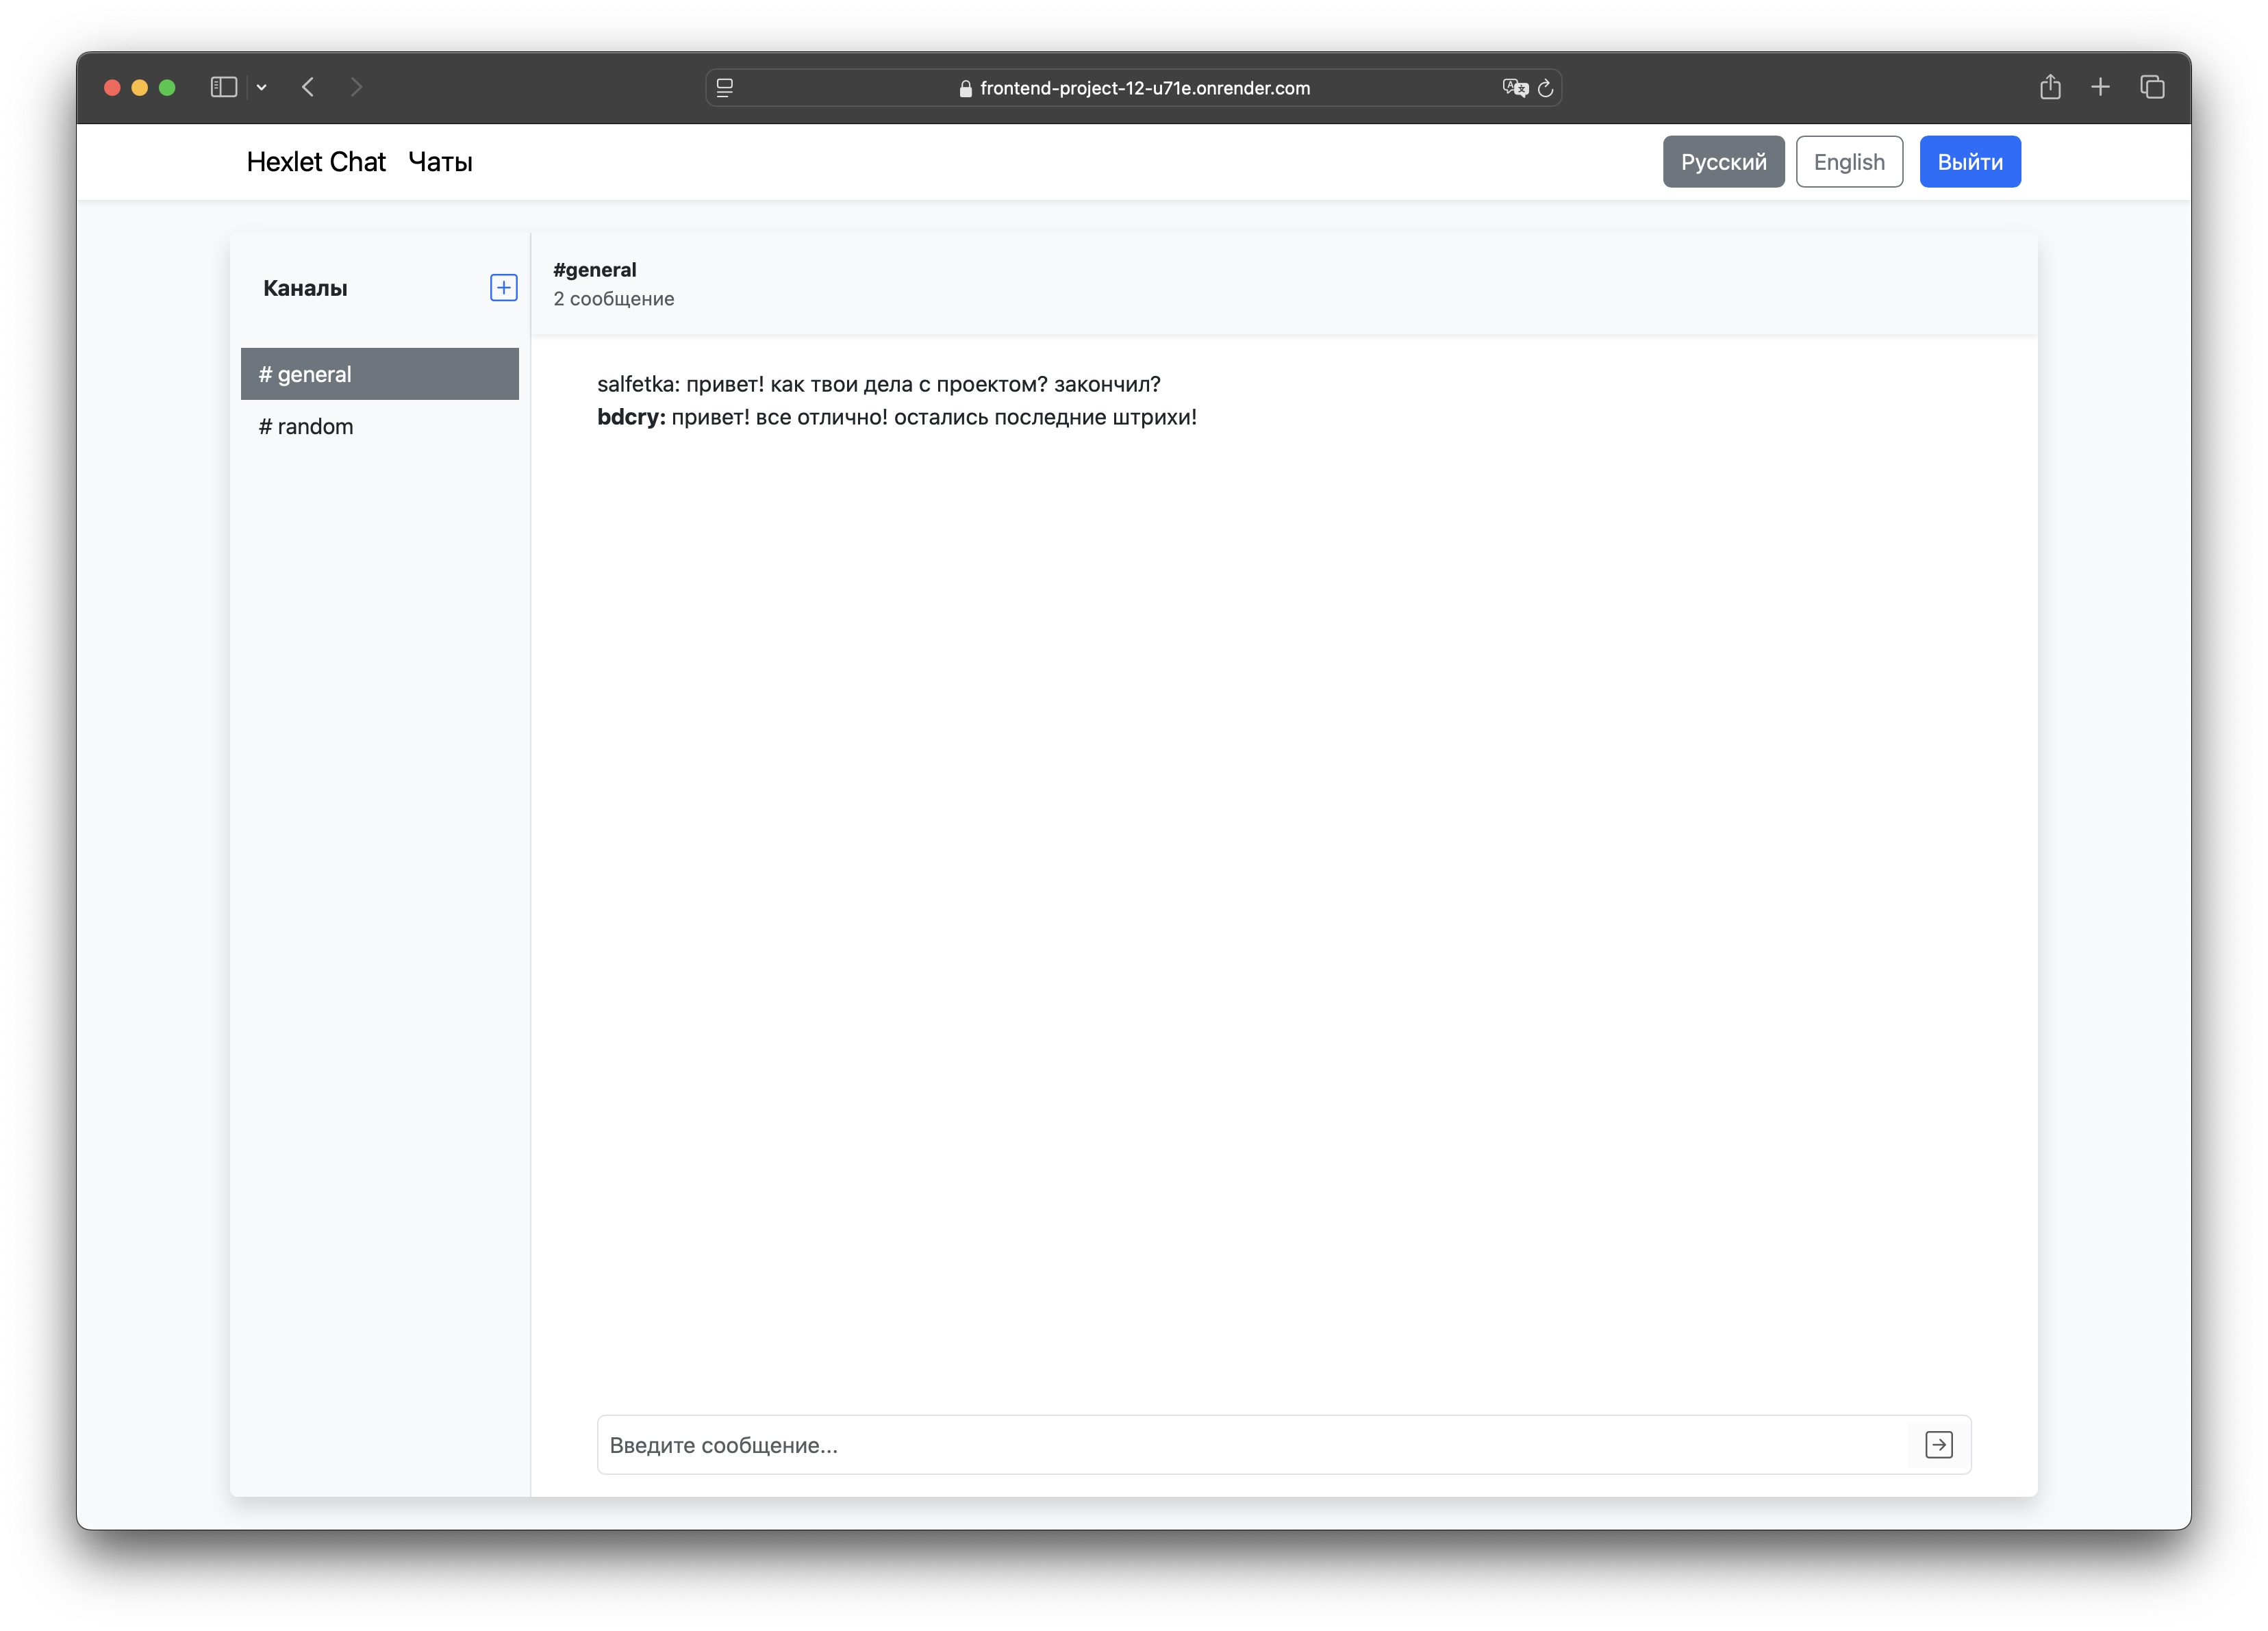 frontend-project-12-u71e.onrender.com
Hexlet Chat Чаты
Русский English Выйти
Каналы
# general
# random
#general
2 сообщение
salfetka: привет! как твои дела с проектом? закончил?
bdcry: привет! все отлично! остались последние штрихи!
Введите сообщение...